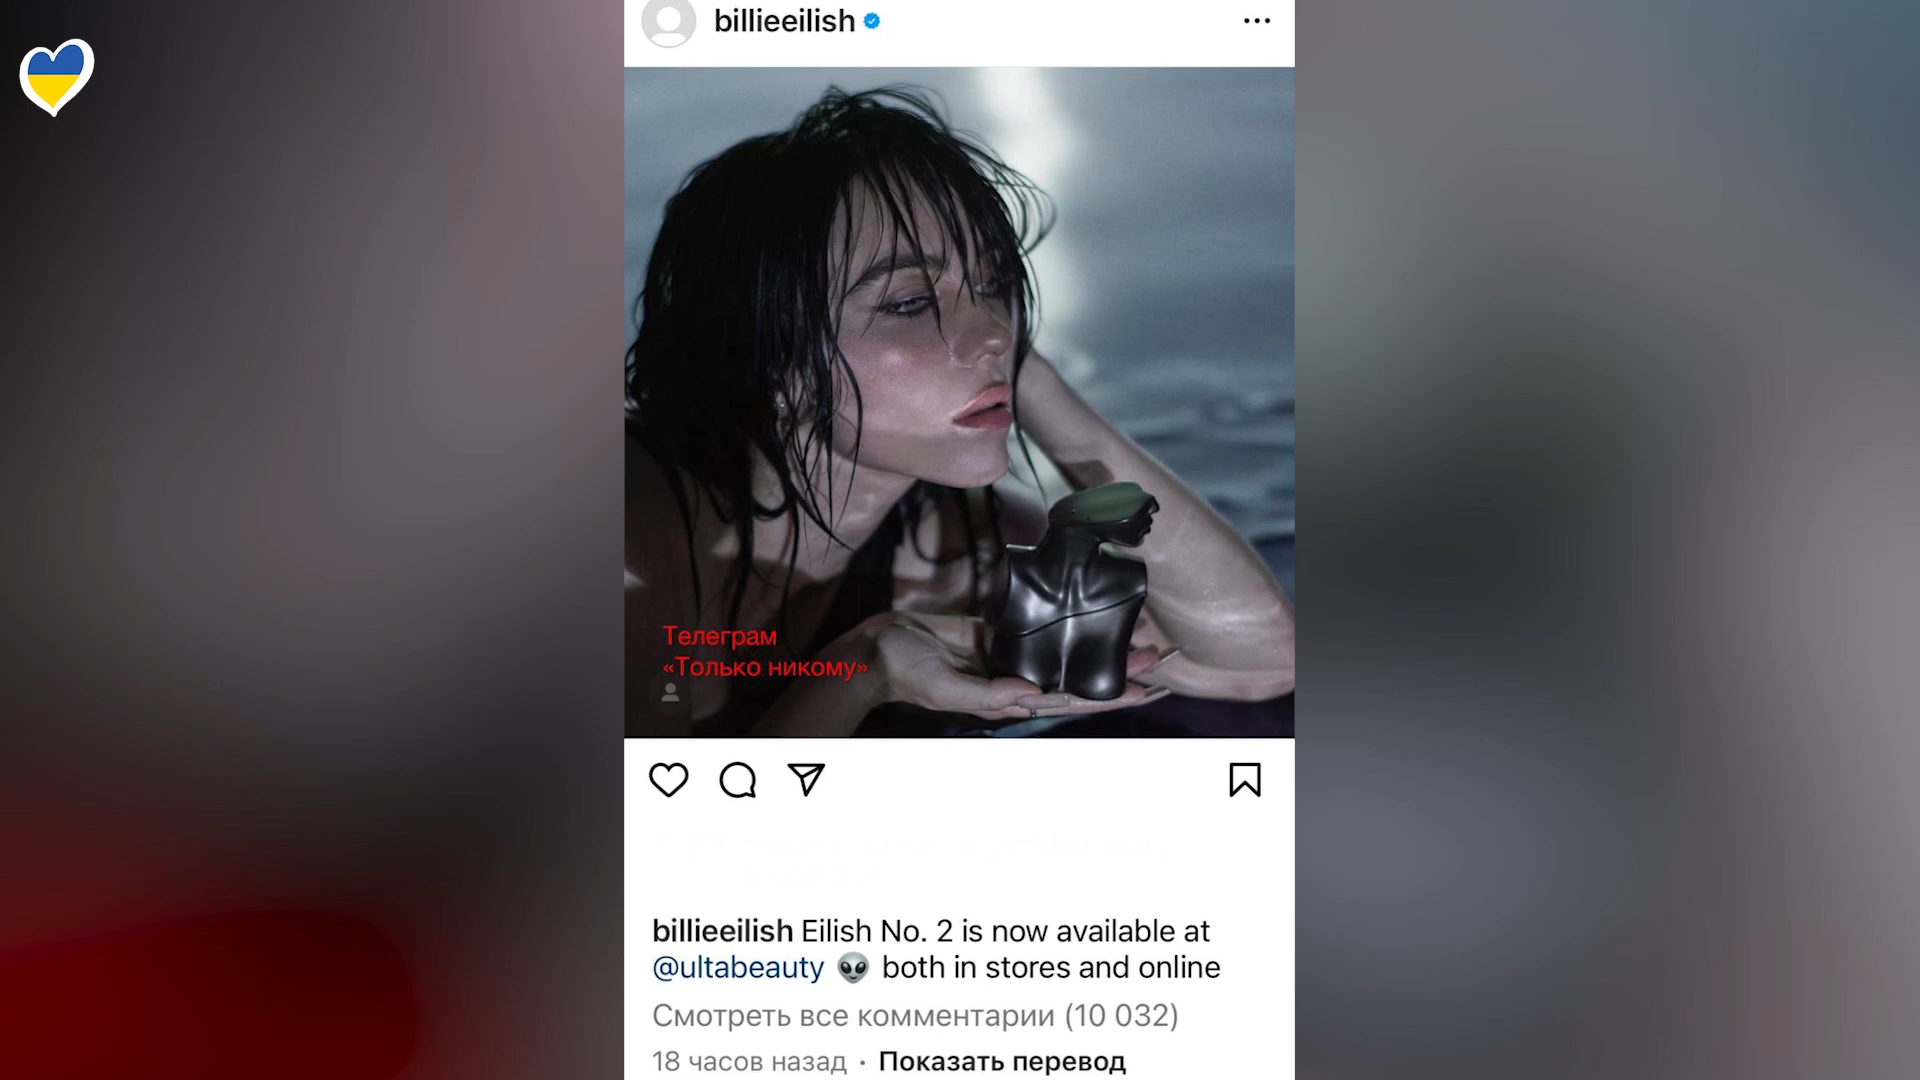 billieeilish
Телеграм
«Только никому»
billieeilish Eilish No. 2 is now available at
@ultabeauty 👽 both in stores and online
Смотреть все комментарии (10 032)
18 часов назад · Показать перевод